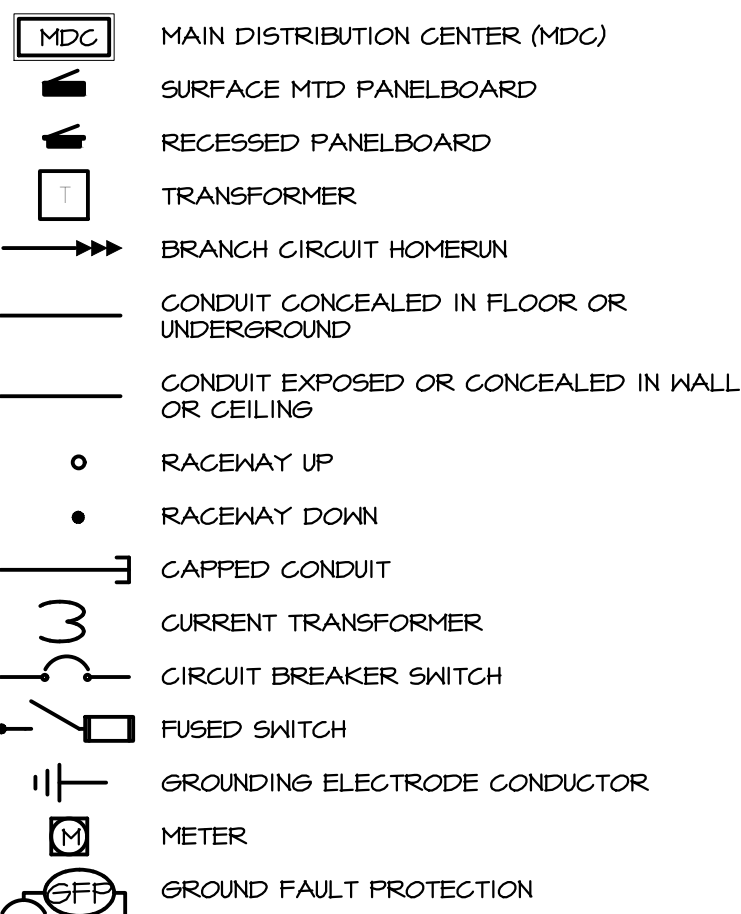 MDC MAIN DISTRIBUTION CENTER (MDC)
SURFACE MTD PANELBOARD
RECESSED PANELBOARD
T TRANSFORMER
BRANCH CIRCUIT HOMERUN
CONDUIT CONCEALED IN FLOOR OR
UNDERGROUND
CONDUIT EXPOSED OR CONCEALED IN WALL
OR CEILING
RACEWAY UP
RACEWAY DOWN
CAPPED CONDUIT
CURRENT TRANSFORMER
CIRCUIT BREAKER SWITCH
FUSED SWITCH
GROUNDING ELECTRODE CONDUCTOR
M METER
GFP GROUND FAULT PROTECTION